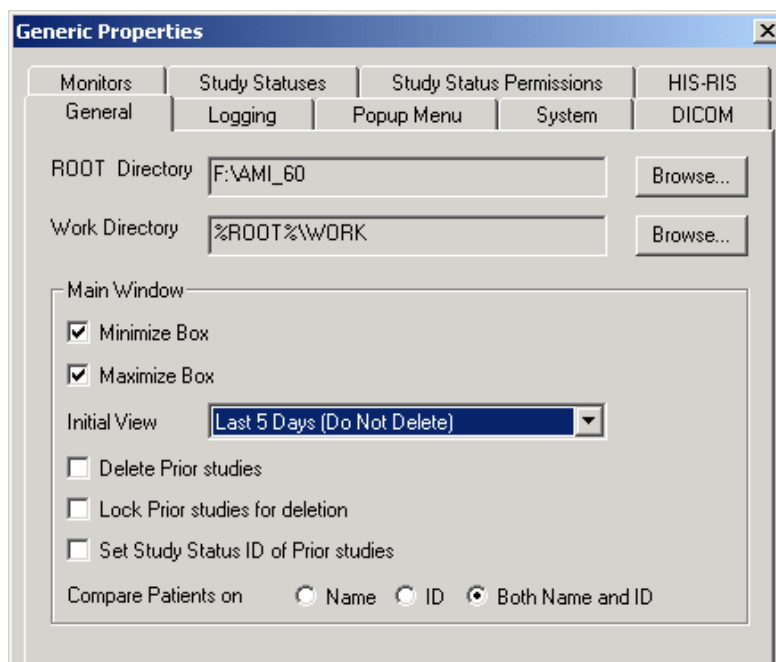 Generic Properties
Monitors Study Statuses Study Status Permissions HIS-RIS
General Logging Popup Menu System DICOM
ROOT Directory F:\AMI_60 Browse...
Work Directory %ROOT%\WORK Browse...
Main Window
Minimize Box
Maximize Box
Initial View Last 5 Days (Do Not Delete)
Delete Prior studies
Lock Prior studies for deletion
Set Study Status ID of Prior studies
Compare Patients on Name ID Both Name and ID